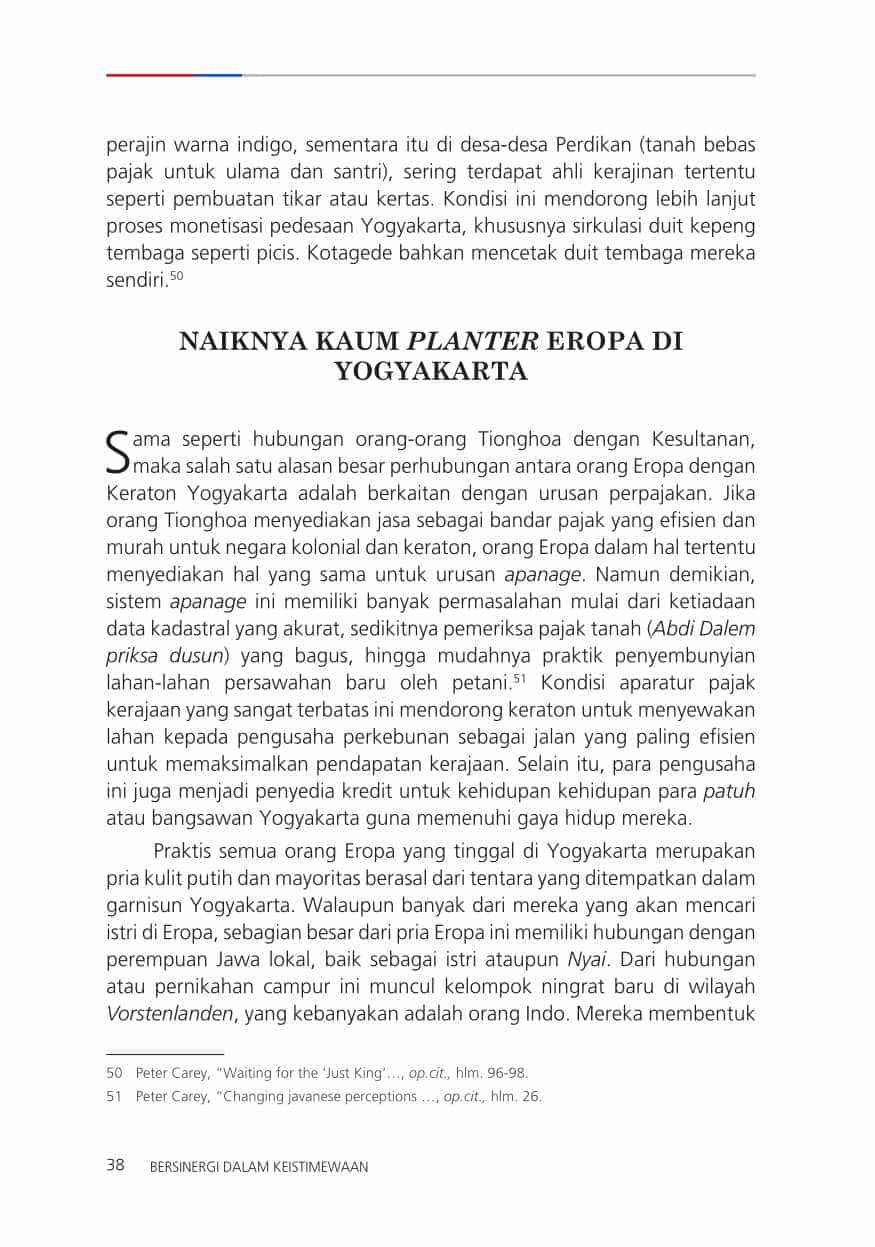 perajin warna indigo, sementara itu di desa-desa Perdikan (tanah bebas
pajak untuk ulama dan santri), sering terdapat ahli kerajinan tertentu
seperti pembuatan tikar atau kertas. Kondisi ini mendorong lebih lanjut
proses monetisasi pedesaan Yogyakarta, khususnya sirkulasi duit kepeng
tembaga seperti picis. Kotagede bahkan mencetak duit tembaga mereka
sendiri.50
NAIKNYA KAUM PLANTER EROPA DI
YOGYAKARTA
Sama seperti hubungan orang-orang Tionghoa dengan Kesultanan,
maka salah satu alasan besar perhubungan antara orang Eropa dengan
Keraton Yogyakarta adalah berkaitan dengan urusan perpajakan. Jika
orang Tionghoa menyediakan jasa sebagai bandar pajak yang efisien dan
murah untuk negara kolonial dan keraton, orang Eropa dalam hal tertentu
menyediakan hal yang sama untuk urusan apanage. Namun demikian,
sistem apanage ini memiliki banyak permasalahan mulai dari ketiadaan
data kadastral yang akurat, sedikitnya pemeriksa pajak tanah (Abdi Dalem
priksa dusun) yang bagus, hingga mudahnya praktik penyembunyian
lahan-lahan persawahan baru oleh petani.51 Kondisi aparatur pajak
kerajaan yang sangat terbatas ini mendorong keraton untuk menyewakan
lahan kepada pengusaha perkebunan sebagai jalan yang paling efisien
untuk memaksimalkan pendapatan kerajaan. Selain itu, para pengusaha
ini juga menjadi penyedia kredit untuk kehidupan kehidupan para patuh
atau bangsawan Yogyakarta guna memenuhi gaya hidup mereka.
Praktis semua orang Eropa yang tinggal di Yogyakarta merupakan
pria kulit putih dan mayoritas berasal dari tentara yang ditempatkan dalam
garnisun Yogyakarta. Walaupun banyak dari mereka yang akan mencari
istri di Eropa, sebagian besar dari pria Eropa ini memiliki hubungan dengan
perempuan Jawa lokal, baik sebagai istri ataupun Nyai. Dari hubungan
atau pernikahan campur ini muncul kelompok ningrat baru di wilayah
Vorstenlanden, yang kebanyakan adalah orang Indo. Mereka membentuk
50 Peter Carey, “Waiting for the ‘Just King’…, op.cit., hlm. 96-98.
51 Peter Carey, “Changing javanese perceptions …, op.cit., hlm. 26.
38 BERSINERGI DALAM KEISTIMEWAAN